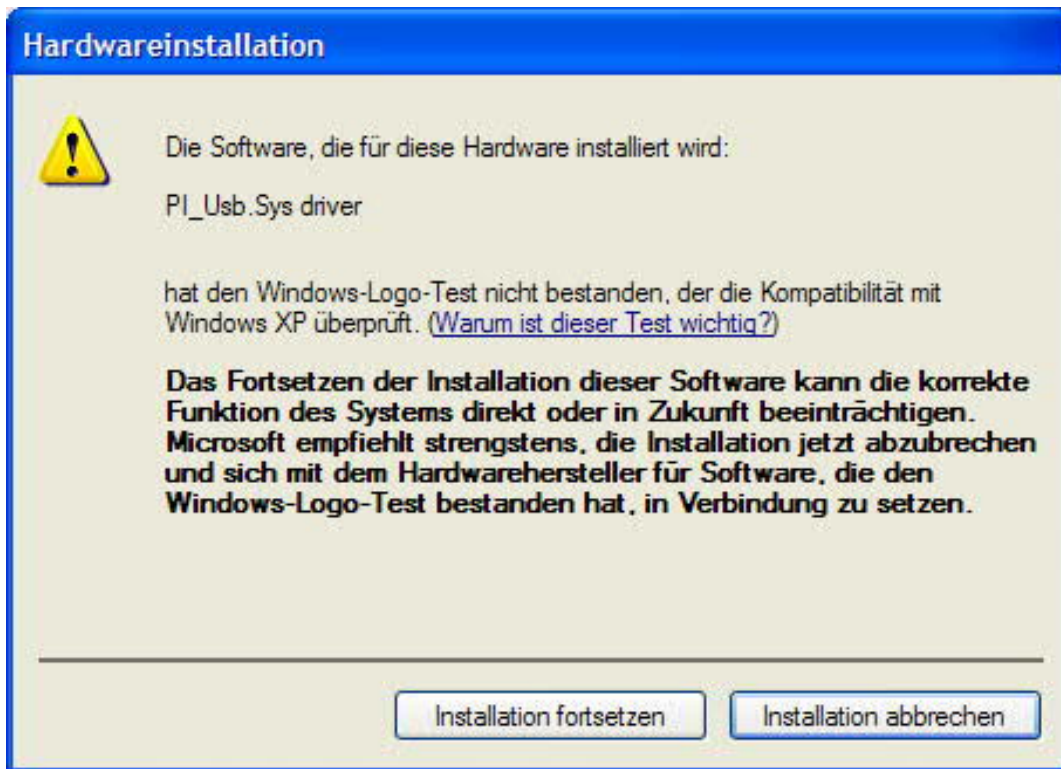 Hardwareinstallation
Die Software, die für diese Hardware installiert wird:
PI_Usb.Sys driver
hat den Windows-Logo-Test nicht bestanden, der die Kompatibilität mit
Windows XP überprüft. (Warum ist dieser Test wichtig?)
Das Fortsetzen der Installation dieser Software kann die korrekte
Funktion des Systems direkt oder in Zukunft beeinträchtigen.
Microsoft empfiehlt strengstens, die Installation jetzt abzubrechen
und sich mit dem Hardwarehersteller für Software, die den
Windows-Logo-Test bestanden hat, in Verbindung zu setzen.
Installation fortsetzen
Installation abbrechen